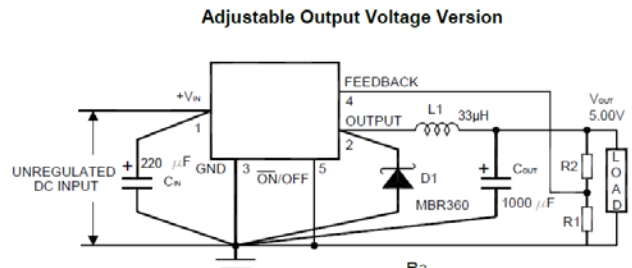 Adjustable Output Voltage Version
FEEDBACK
+VIN
4
L1
33μH
VOUT
5.00V
OUTPUT
1
2
UNREGULATED
DC INPUT
+
220 μF
CIN
GND
3
ON/OFF
5
D1
MBR360
+
COUT
1000 μF
R2
R1
LOAD